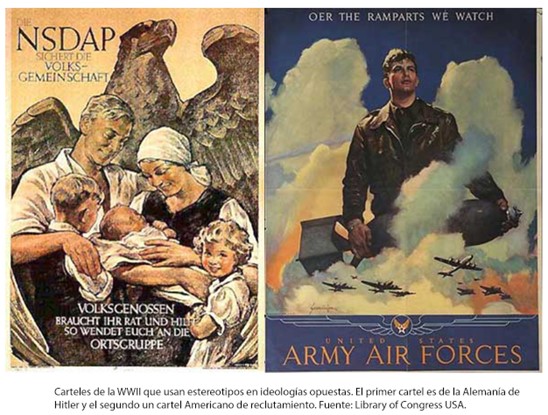 DIE
NSDAP
SICHERT DIE
VOLKS-
GEMEINSCHAFT
VOLKSGENOSSEN
BRAUCHT IHR RAT UND HILFE
SO WENDET EUCH AN DIE
ORTSGRUPPE
OER THE RAMPARTS WE WATCH
UNITED STATES
ARMY AIR FORCES
Carteles de la WWII que usan estereotipos en ideologías opuestas. El primer cartel es de la Alemania de
Hitler y el segundo un cartel Americano de reclutamiento. Fuente: Library of Congress USA.